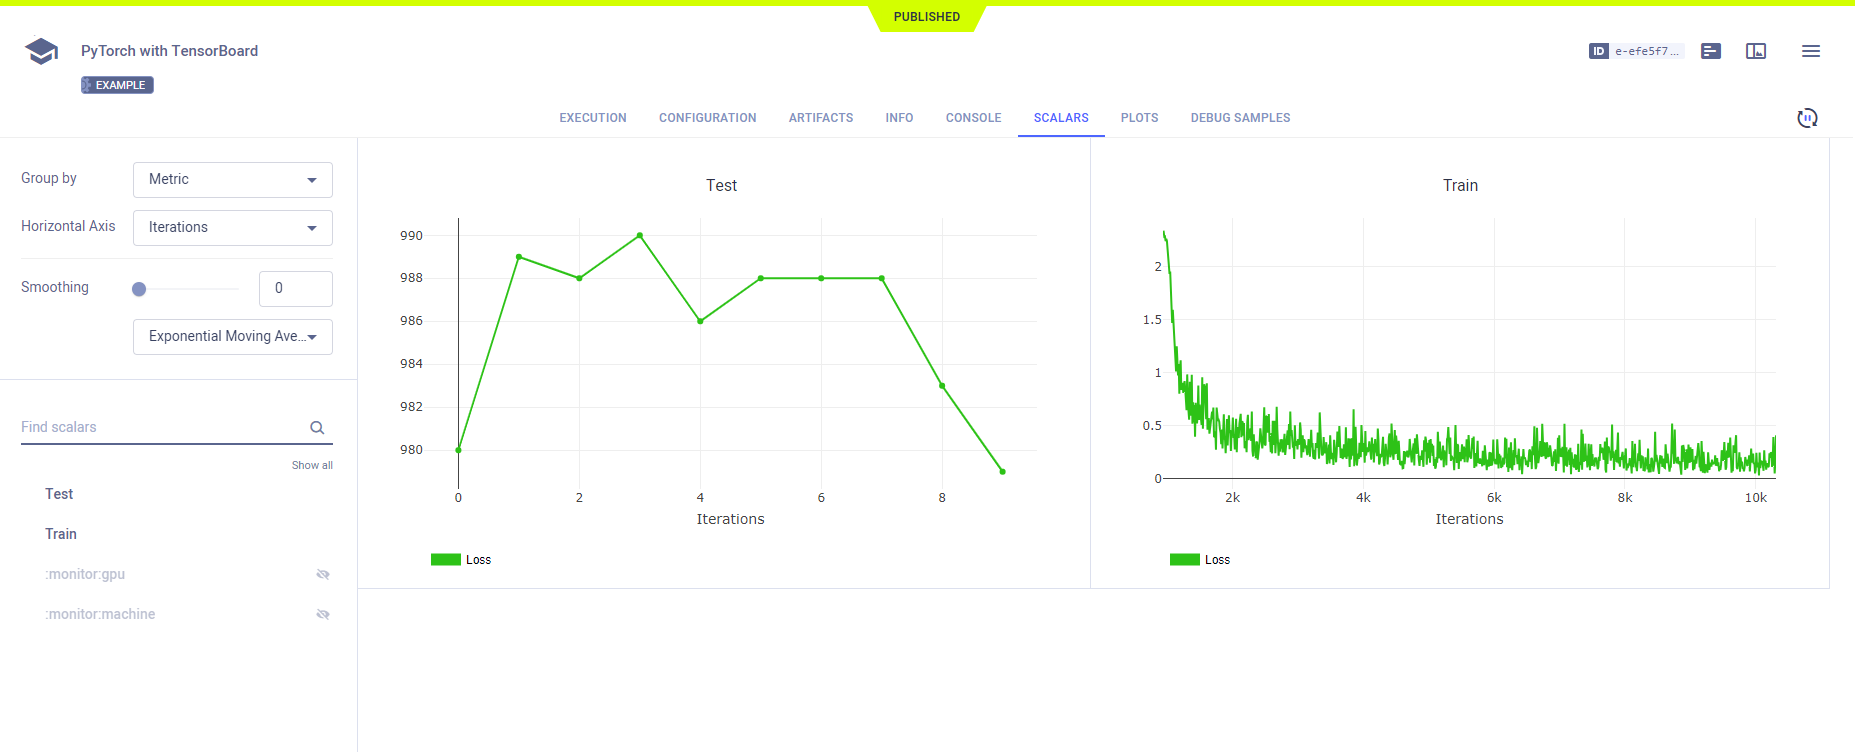 PUBLISHED
PyTorch with TensorBoard
ID e-efe5f7...
EXAMPLE
EXECUTION CONFIGURATION ARTIFACTS INFO CONSOLE SCALARS PLOTS DEBUG SAMPLES
Group by Metric
Horizontal Axis Iterations
Smoothing 0
Exponential Moving Ave...
Find scalars
Show all
Test
Train
:monitor:gpu
:monitor:machine
Test
990
988
986
984
982
980
0 2 4 6 8
Iterations
Loss
Train
2
1.5
1
0.5
0
2k 4k 6k 8k 10k
Iterations
Loss